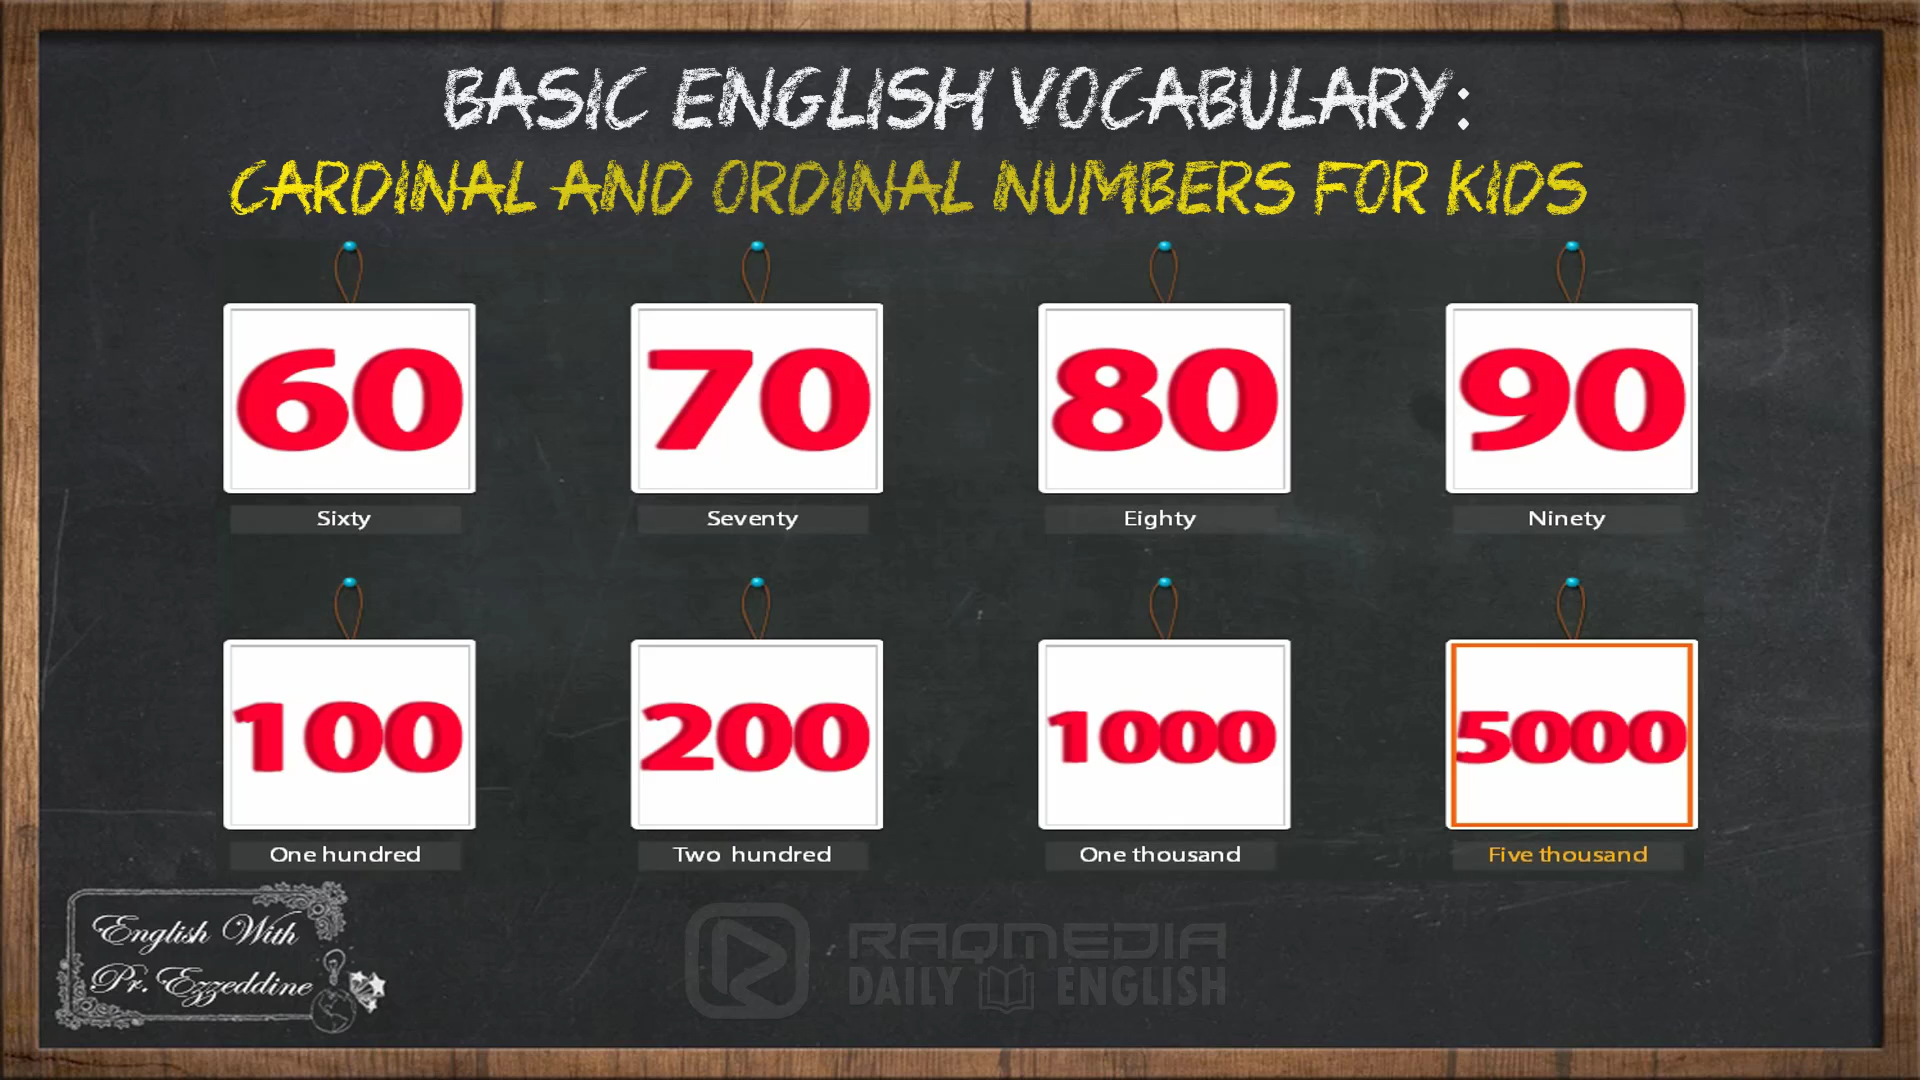 BASIC ENGLISH VOCABULARY:
CARDINAL AND ORDINAL NUMBERS FOR KIDS
60 70 80 90
Sixty Seventy Eighty Ninety
100 200 1000 5000
One hundred Two hundred One thousand Five thousand
English With
Pr. Ezzeddine
RAQMEDIA
DAILY ENGLISH